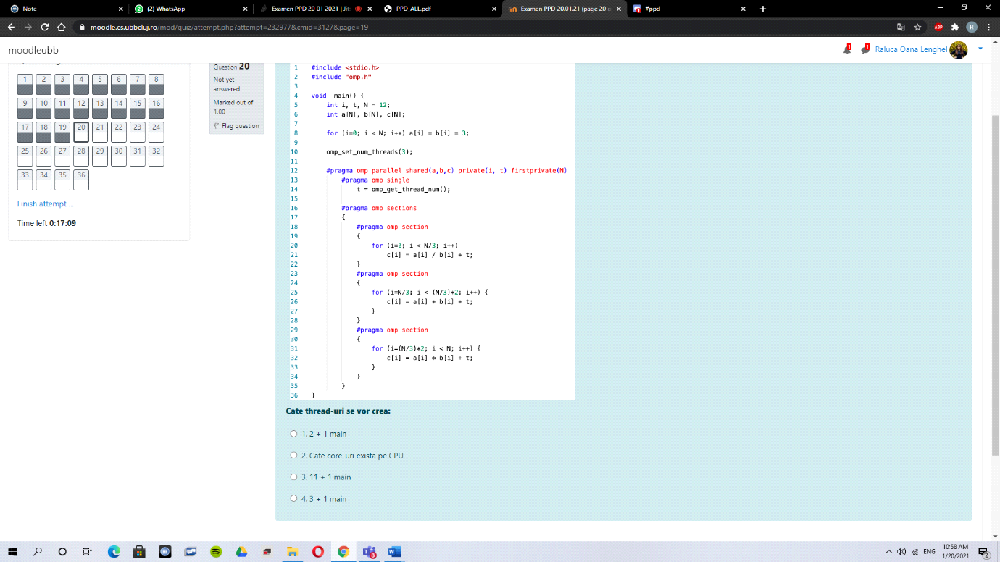 Note
(2) WhatsApp
Examen PPD 20 01 2021 | Jit
PPD_ALL.pdf
Examen PPD 20.01.21 (page 20 o
#ppd
moodle.cs.ubbcluj.ro/mod/quiz/attempt.php?attempt=232977&cmid=3127&page=19
ABP
R
moodleubb
1
1
Raluca Oana Lenghel
1 2 3 4 5 6 7 8
9 10 11 12 13 14 15 16
17 18 19 20 21 22 23 24
25 26 27 28 29 30 31 32
33 34 35 36
Finish attempt ...
Time left 0:17:09
Question 20
Not yet
answered
Marked out of
1.00
Flag question
1 #include <stdio.h>
2 #include "omp.h"
3
4 void main() {
5 int i, t, N = 12;
6 int a[N], b[N], c[N];
7
8 for (i=0; i < N; i++) a[i] = b[i] = 3;
9
10 omp_set_num_threads(3);
11
12 #pragma omp parallel shared(a,b,c) private(i, t) firstprivate(N)
13 #pragma omp single
14 t = omp_get_thread_num();
15
16 #pragma omp sections
17 {
18 #pragma omp section
19 {
20 for (i=0; i < N/3; i++)
21 c[i] = a[i] / b[i] + t;
22 }
23 #pragma omp section
24 {
25 for (i=N/3; i < (N/3)*2; i++) {
26 c[i] = a[i] + b[i] + t;
27 }
28 }
29 #pragma omp section
30 {
31 for (i=(N/3)*2; i < N; i++) {
32 c[i] = a[i] * b[i] + t;
33 }
34 }
35 }
36 }
Cate thread-uri se vor crea:
1. 2 + 1 main
2. Cate core-uri exista pe CPU
3. 11 + 1 main
4. 3 + 1 main
ENG
10:58 AM
1/20/2021
2